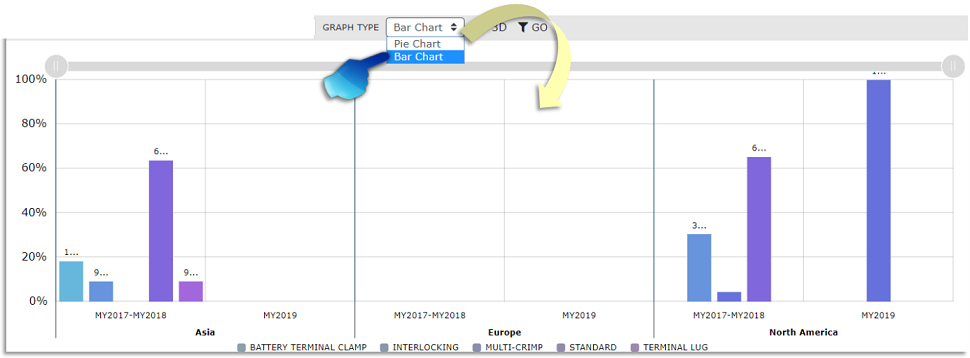 GRAPH TYPE Bar Chart 3D GO
Pie Chart
Bar Chart
100%
80%
60%
40%
20%
0%
1...
9...
6...
9...
3...
6...
1...
MY2017-MY2018 MY2019 MY2017-MY2018 MY2019 MY2017-MY2018 MY2019
Asia Europe North America
BATTERY TERMINAL CLAMP INTERLOCKING MULTI-CRIMP STANDARD TERMINAL LUG